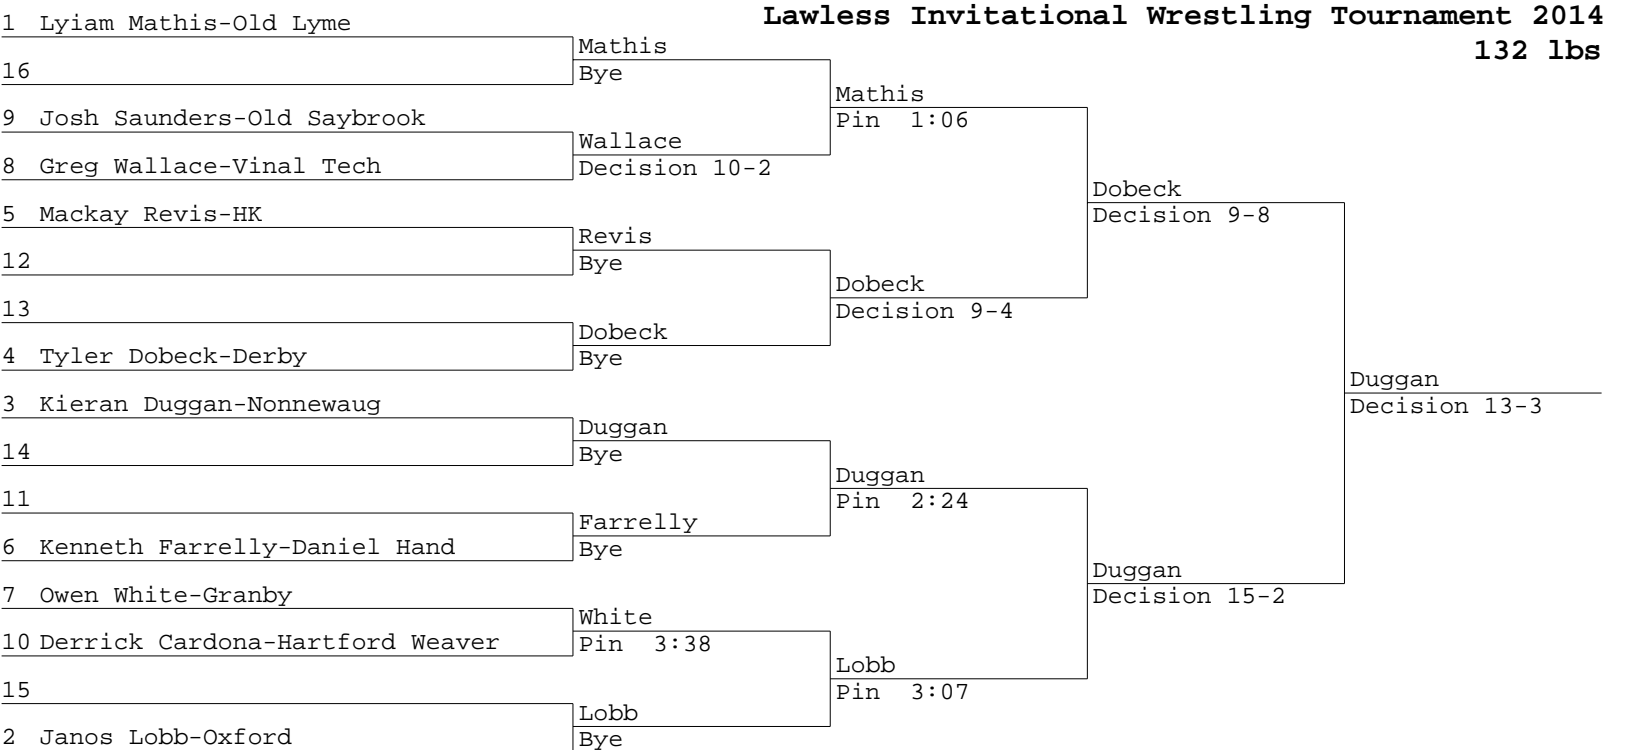 Lawless Invitational Wrestling Tournament 2014
132 lbs
1 Lyiam Mathis-Old Lyme
16
9 Josh Saunders-Old Saybrook
8 Greg Wallace-Vinal Tech
5 Mackay Revis-HK
12
13
4 Tyler Dobeck-Derby
3 Kieran Duggan-Nonnewaug
14
11
6 Kenneth Farrelly-Daniel Hand
7 Owen White-Granby
10 Derrick Cardona-Hartford Weaver
15
2 Janos Lobb-Oxford
Mathis
Bye
Wallace
Decision 10-2
Revis
Bye
Dobeck
Bye
Duggan
Bye
Farrelly
Bye
White
Pin 3:38
Lobb
Bye
Mathis
Pin 1:06
Dobeck
Decision 9-4
Duggan
Pin 2:24
Lobb
Pin 3:07
Dobeck
Decision 9-8
Duggan
Decision 15-2
Duggan
Decision 13-3